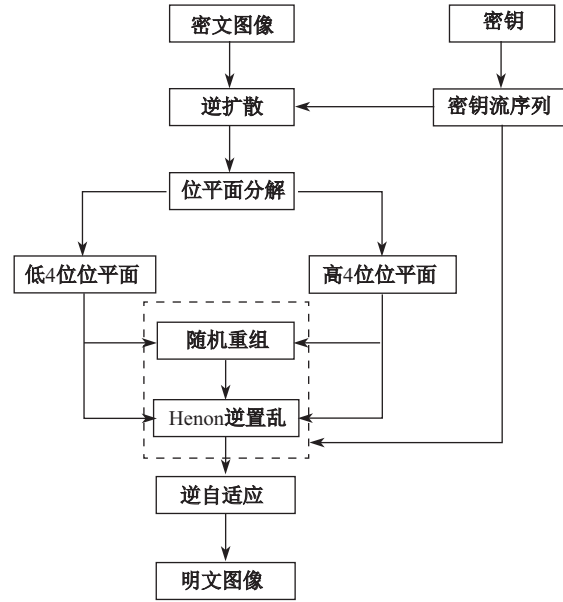 密文图像
密钥
逆扩散
密钥流序列
位平面分解
低4位位平面
高4位位平面
随机重组
Henon逆置乱
逆自适应
明文图像